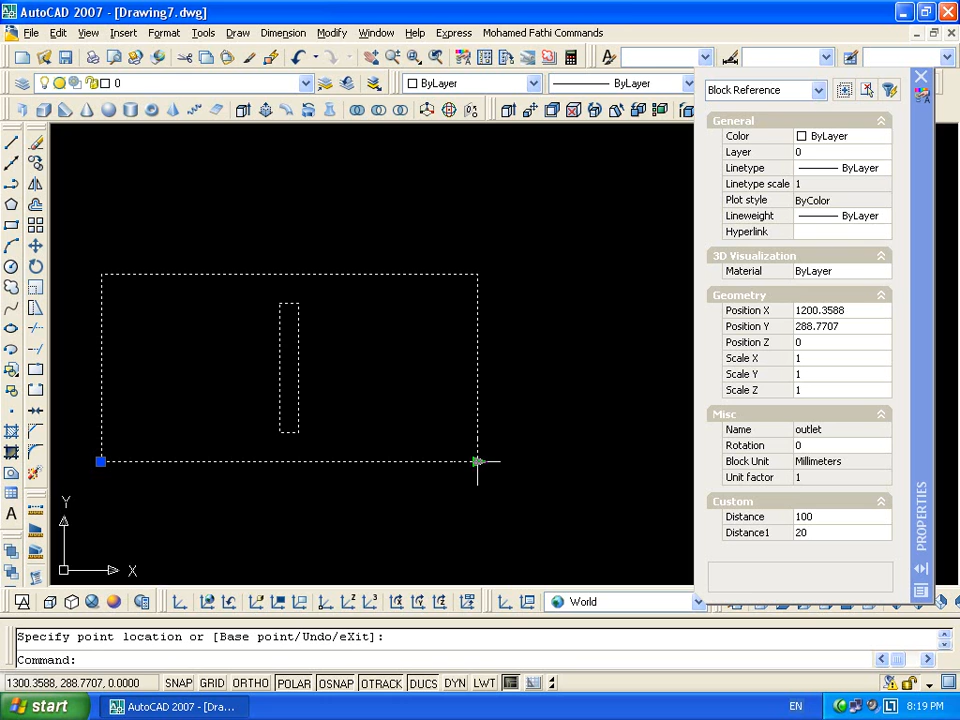 AutoCAD 2007 - [Drawing7.dwg]
File Edit View Insert Format Tools Draw Dimension Modify Window Help Express Mohamed Fathi Commands
0 ByLayer ByLayer
Block Reference
General
Color ByLayer
Layer 0
Linetype ByLayer
Linetype scale 1
Plot style ByColor
Lineweight ByLayer
Hyperlink
3D Visualization
Material ByLayer
Geometry
Position X 1200.3588
Position Y 288.7707
Position Z 0
Scale X 1
Scale Y 1
Scale Z 1
Misc
Name outlet
Rotation 0
Block Unit Millimeters
Unit factor 1
Custom
Distance 100
Distance1 20
PROPERTIES
Y
X
World
Specify point location or [Base point/Undo/eXit]:
Command:
1300.3588, 288.7707, 0.0000 SNAP GRID ORTHO POLAR OSNAP OTRACK DUCS DYN LWT
start AutoCAD 2007 - [Dra... EN 8:19 PM